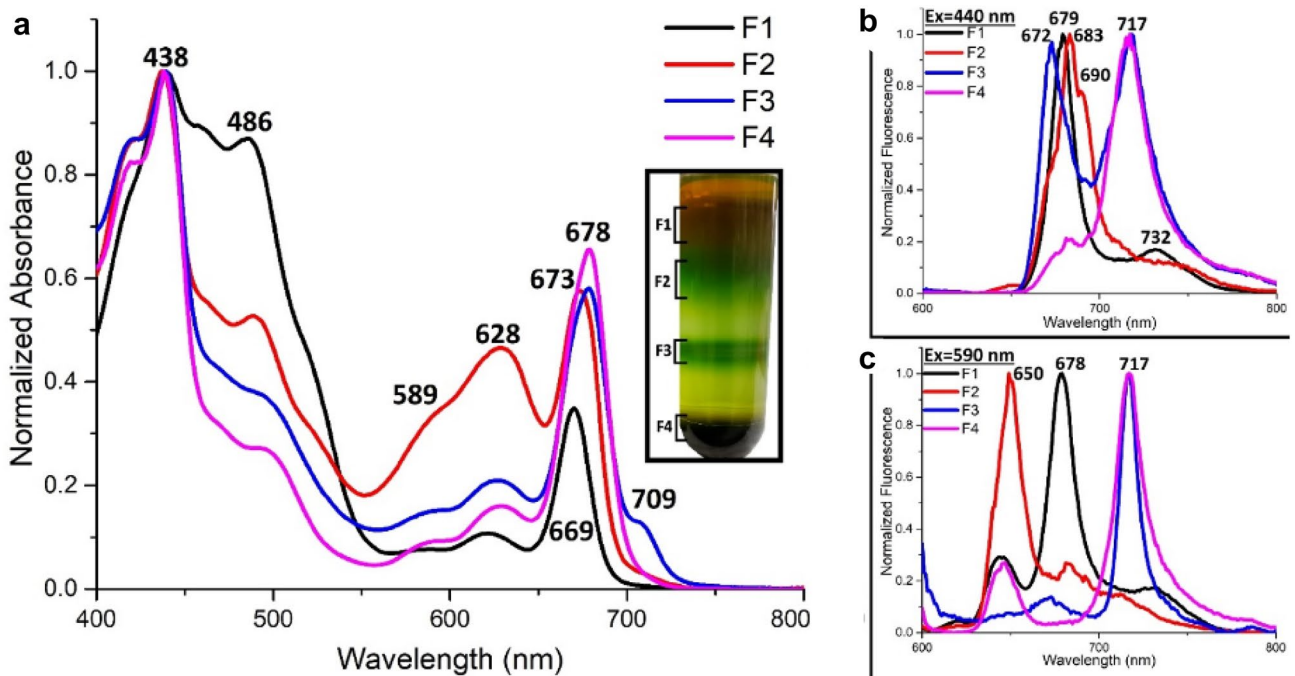 a
Normalized Absorbance
1.0
0.8
0.6
0.4
0.2
0.0
438
486
589
628
673
678
669
709
F1
F2
F3
F4
F1
F2
F3
F4
400
500
600
700
800
Wavelength (nm)
b
Ex=440 nm
F1
F2
F3
F4
672
679
683
690
717
732
Normalized Fluorescence
1.0
0.8
0.6
0.4
0.2
0.0
600
700
800
Wavelength (nm)
c
Ex=590 nm
F1
F2
F3
F4
650
678
717
Normalized Fluorescence
1.0
0.8
0.6
0.4
0.2
0.0
600
700
800
Wavelength (nm)